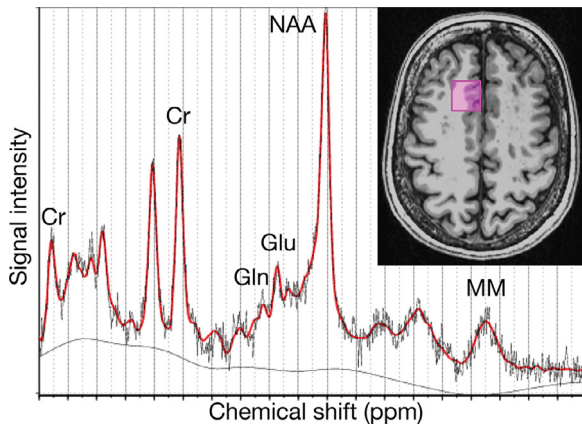 NAA
Cr
Cr
Glu
Gln
MM
Signal intensity
Chemical shift (ppm)